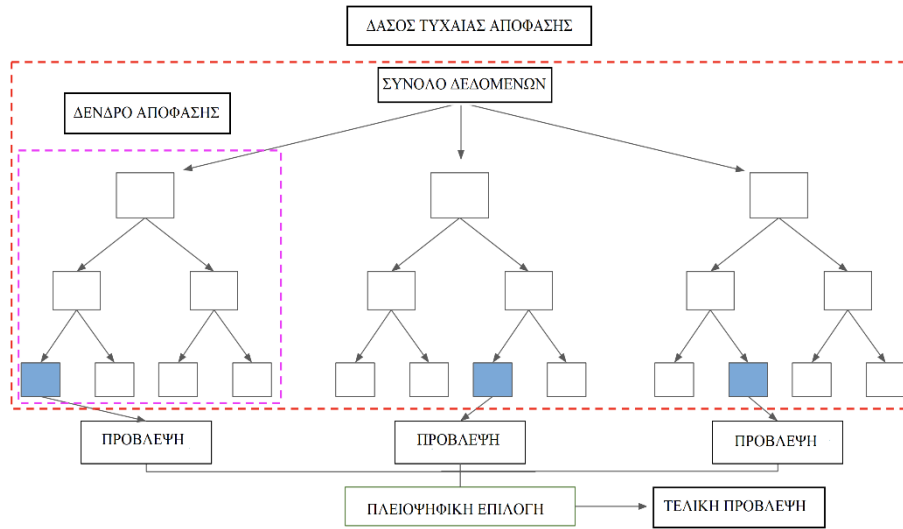 ΔΑΣΟΣ ΤΥΧΑΙΑΣ ΑΠΟΦΑΣΗΣ
ΣΥΝΟΛΟ ΔΕΔΟΜΕΝΩΝ
ΔΕΝΔΡΟ ΑΠΟΦΑΣΗΣ
ΠΡΟΒΛΕΨΗ
ΠΡΟΒΛΕΨΗ
ΠΡΟΒΛΕΨΗ
ΠΛΕΙΟΨΗΦΙΚΗ ΕΠΙΛΟΓΗ
ΤΕΛΙΚΗ ΠΡΟΒΛΕΨΗ